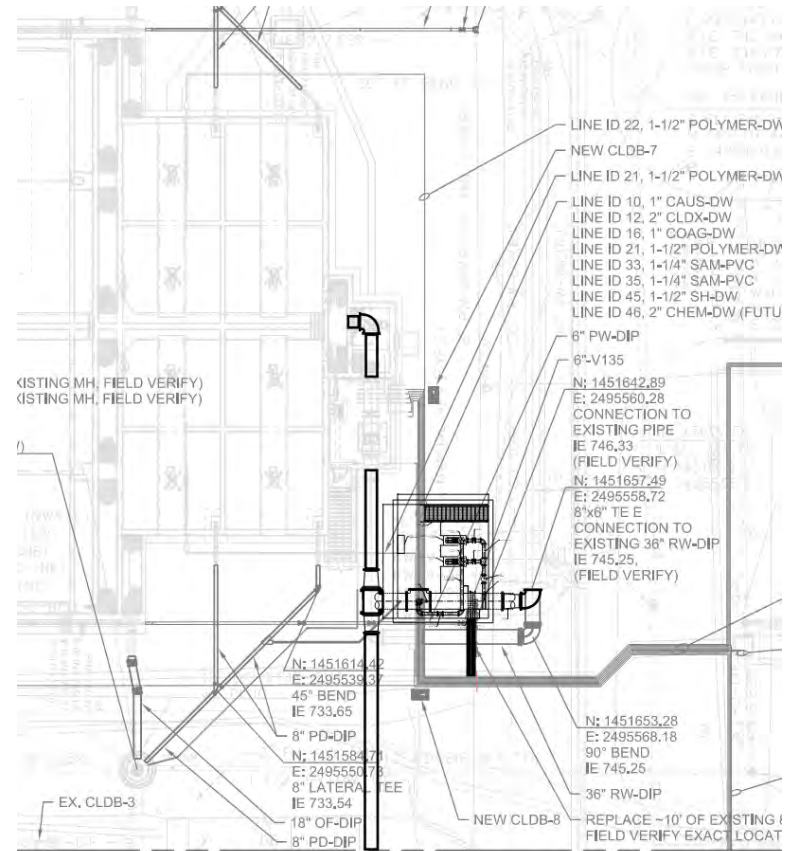 LINE ID 22, 1-1/2" POLYMER-DW
NEW CLDB-7
LINE ID 21, 1-1/2" POLYMER-DW
LINE ID 10, 1" CAUS-DW
LINE ID 12, 2" CLDX-DW
LINE ID 16, 1" COAG-DW
LINE ID 21, 1-1/2" POLYMER-DW
LINE ID 33, 1-1/4" SAM-PVC
LINE ID 35, 1-1/4" SAM-PVC
LINE ID 45, 1-1/2" SH-DW
LINE ID 46, 2" CHEM-DW (FUTU
6" PW-DIP
6"-V135
N: 1451642.89
E: 2495560.28
CONNECTION TO
EXISTING PIPE
IE 746.33
(FIELD VERIFY)
N: 1451657.49
E: 2495558.72
8"x6" TE E
CONNECTION TO
EXISTING 36" RW-DIP
IE 745.25,
(FIELD VERIFY)
XISTING MH, FIELD VERIFY)
XISTING MH, FIELD VERIFY)
N: 1451614.42
E: 2495539.37
45° BEND
IE 733.65
8" PD-DIP
N: 1451584.71
E: 2495550.73
8" LATERAL TEE
IE 733.54
18" OF-DIP
8" PD-DIP
EX. CLDB-3
NEW CLDB-8
N: 1451653.28
E: 2495568.18
90° BEND
IE 745.25
36" RW-DIP
REPLACE ~10' OF EXISTING
FIELD VERIFY EXACT LOCAT